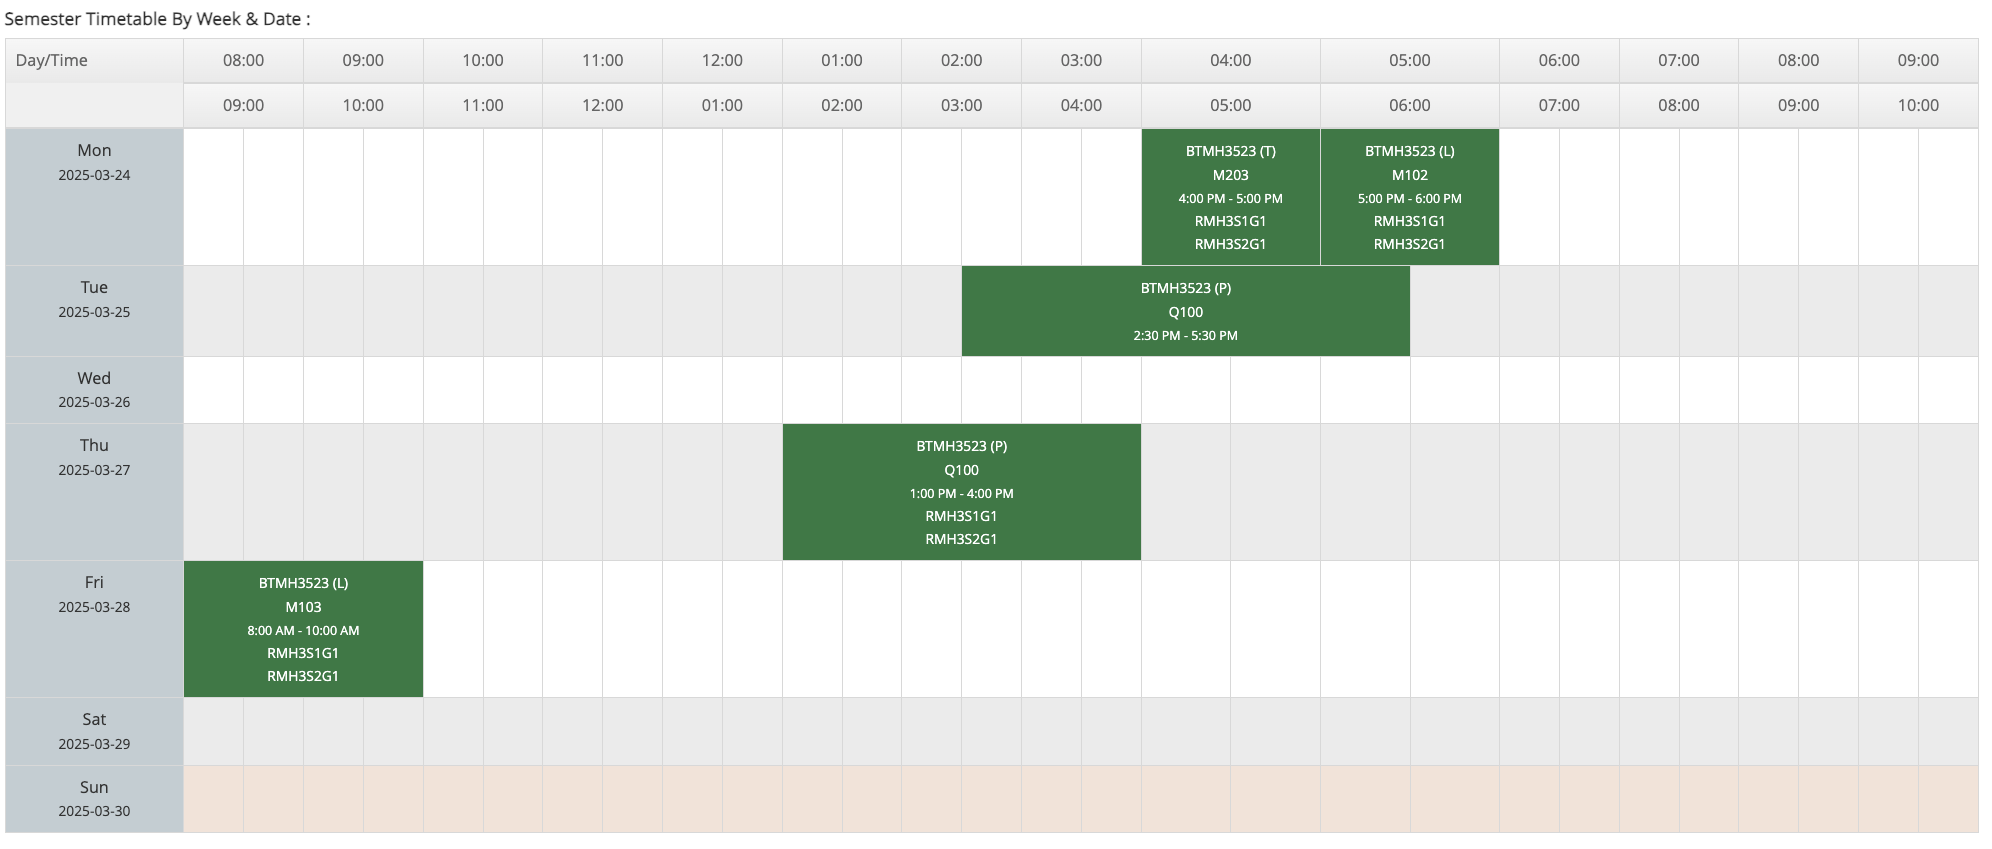 Semester Timetable By Week & Date :
Day/Time 08:00 09:00 10:00 11:00 12:00 01:00 02:00 03:00 04:00 05:00 06:00 07:00 08:00 09:00
09:00 10:00 11:00 12:00 01:00 02:00 03:00 04:00 05:00 06:00 07:00 08:00 09:00 10:00
Mon
2025-03-24
BTMH3523 (T)
M203
4:00 PM - 5:00 PM
RMH3S1G1
RMH3S2G1
BTMH3523 (L)
M102
5:00 PM - 6:00 PM
RMH3S1G1
RMH3S2G1
Tue
2025-03-25
BTMH3523 (P)
Q100
2:30 PM - 5:30 PM
Wed
2025-03-26
Thu
2025-03-27
BTMH3523 (P)
Q100
1:00 PM - 4:00 PM
RMH3S1G1
RMH3S2G1
Fri
2025-03-28
BTMH3523 (L)
M103
8:00 AM - 10:00 AM
RMH3S1G1
RMH3S2G1
Sat
2025-03-29
Sun
2025-03-30